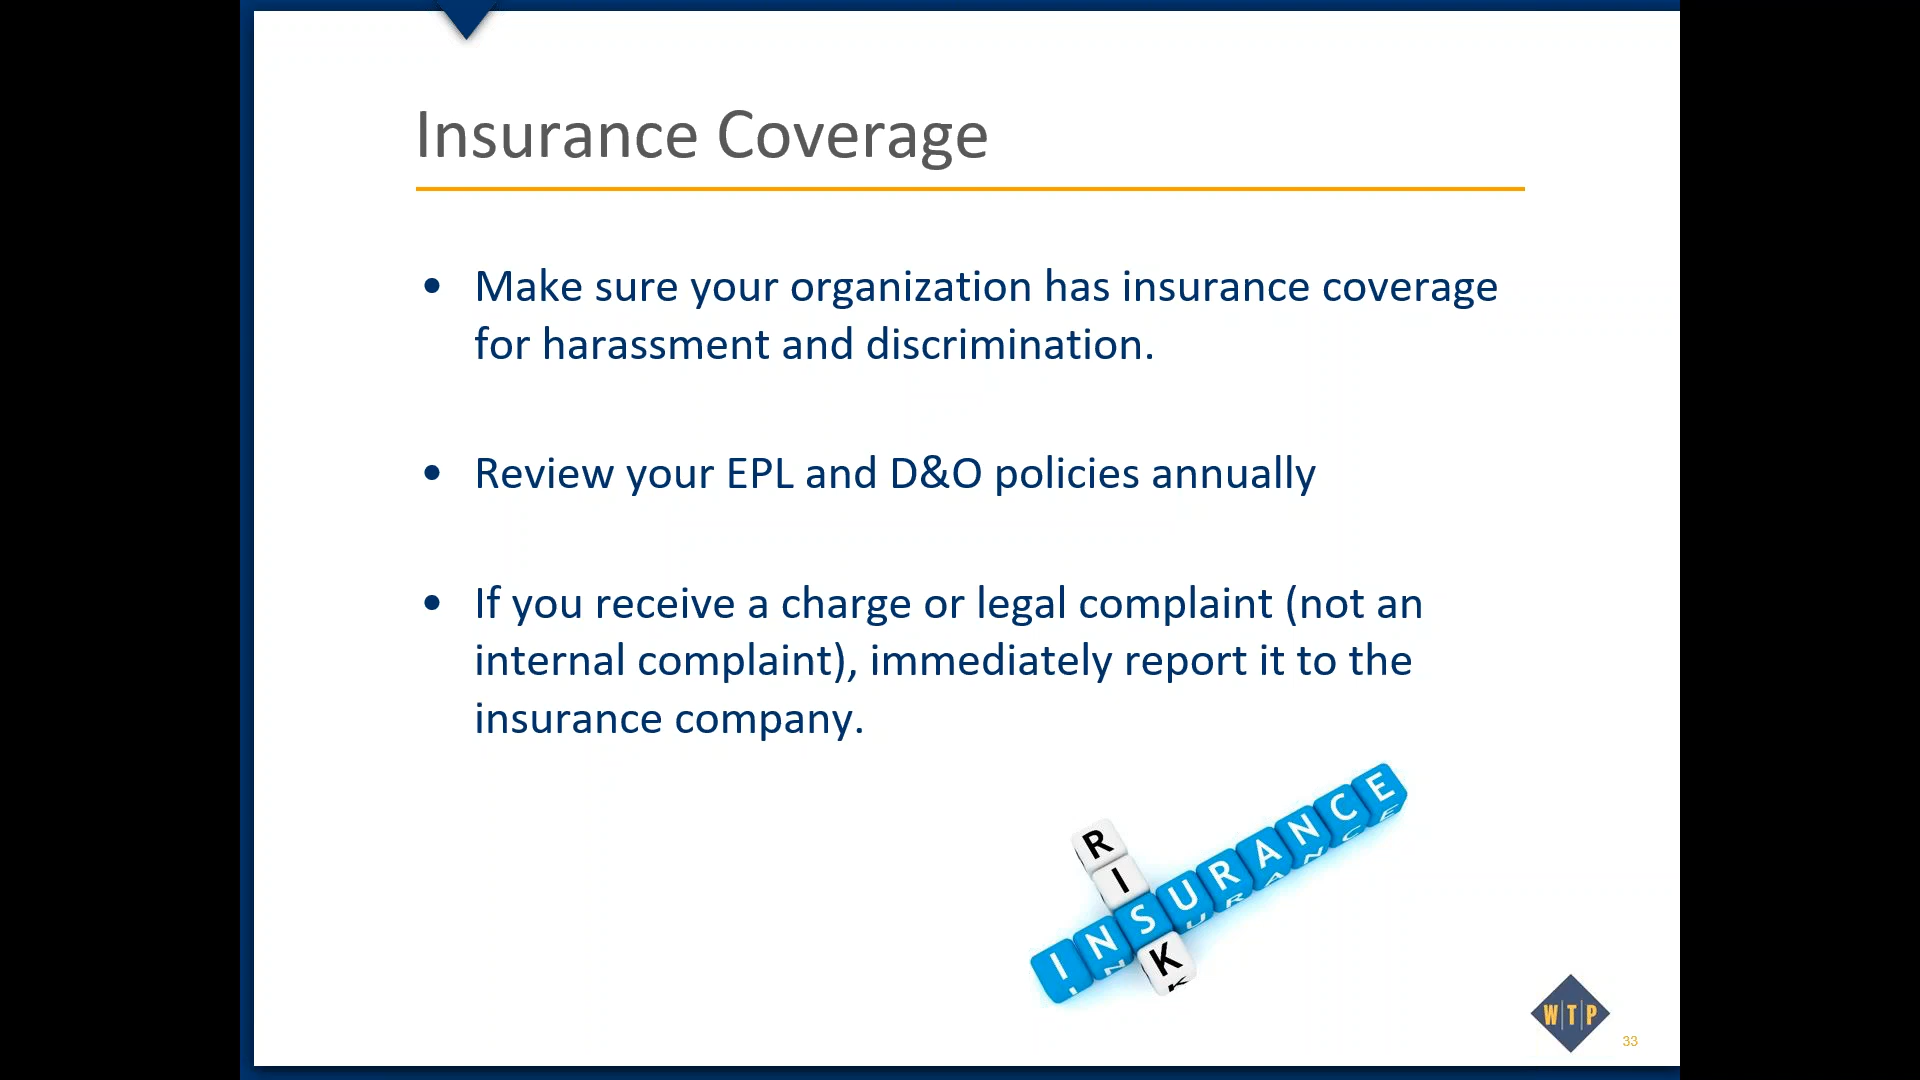 Insurance Coverage
• Make sure your organization has insurance coverage
for harassment and discrimination.
• Review your EPL and D&O policies annually
• If you receive a charge or legal complaint (not an
internal complaint), immediately report it to the
insurance company.
RISK
INSURANCE
W|T|P
33